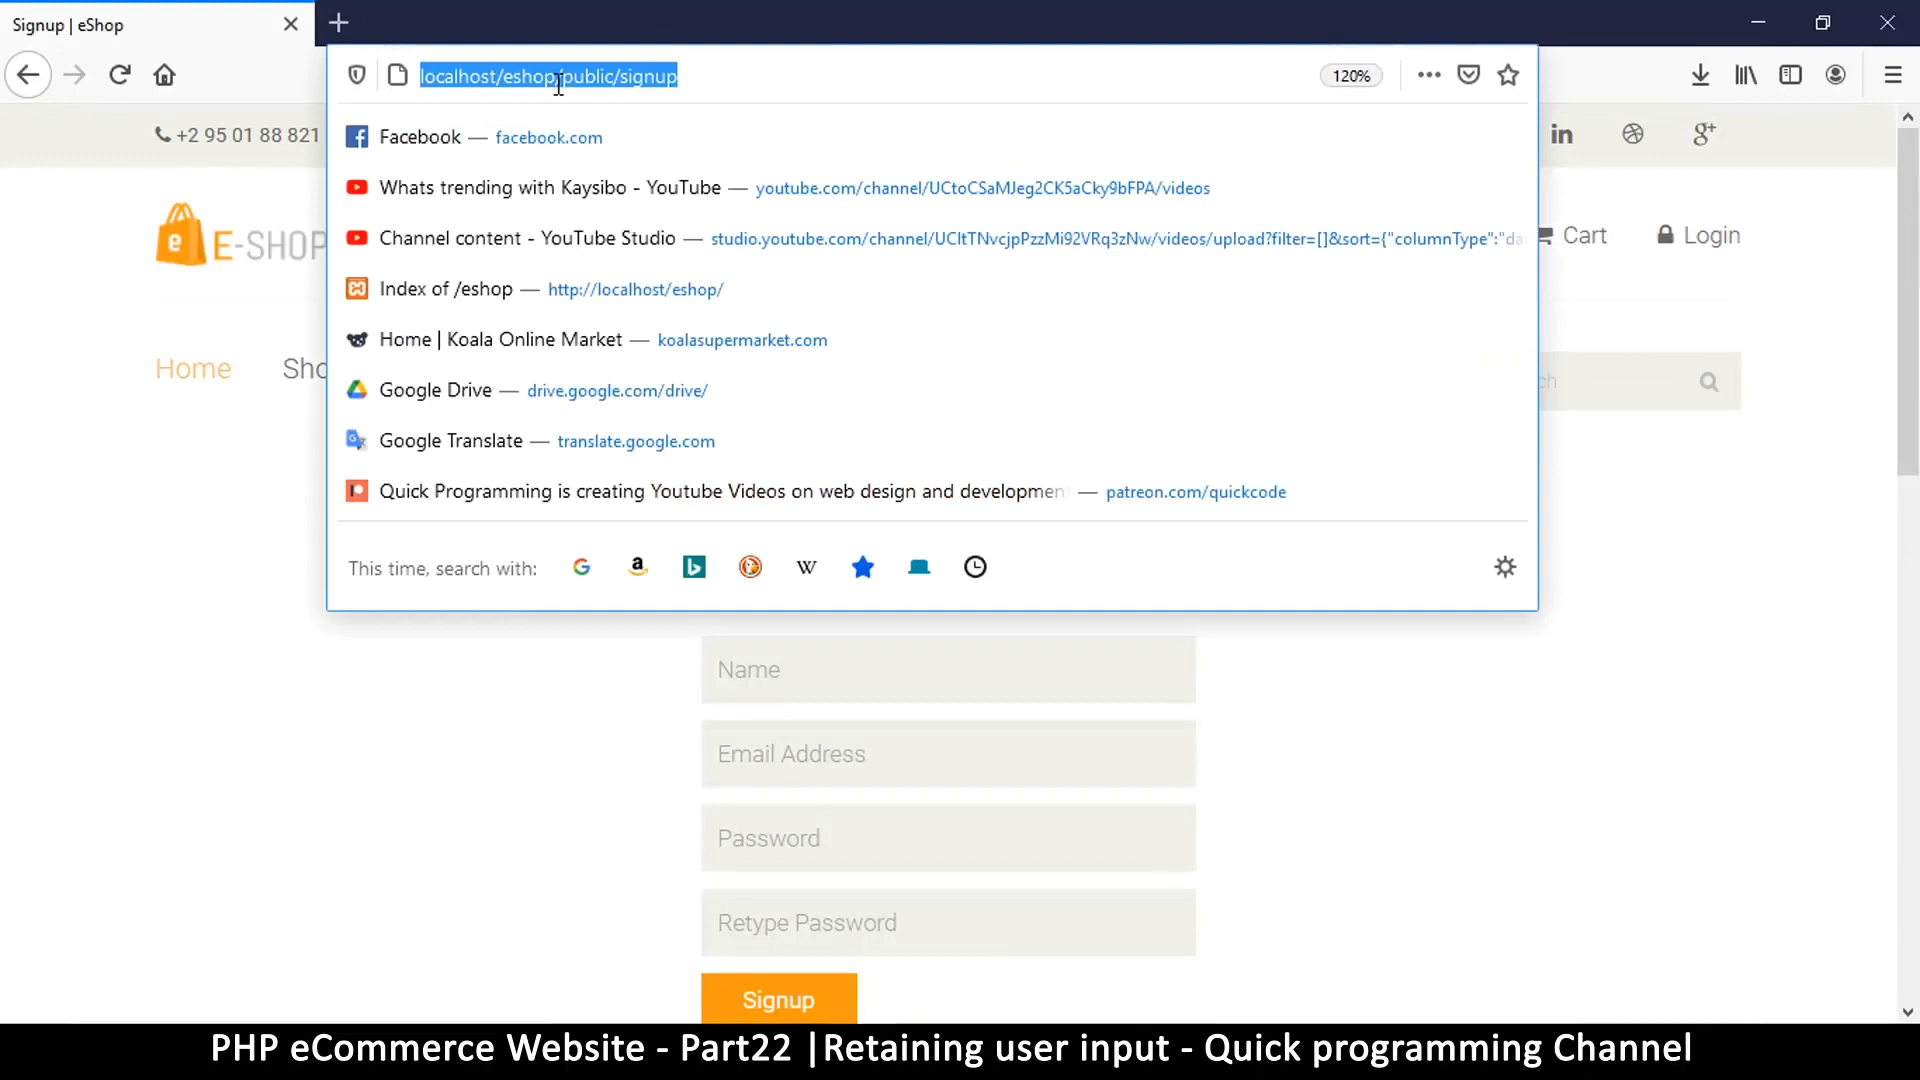 Signup | eShop
localhost/eshop/public/signup
120%
+2 95 01 88 821
Facebook — facebook.com
Whats trending with Kaysibo - YouTube — youtube.com/channel/UCtoCSaMJeg2CK5aCky9bFPA/videos
Channel content - YouTube Studio — studio.youtube.com/channel/UCItTNvcjpPzzMi92VRq3zNw/videos/upload?filter=[]&sort={"columnType":"da
E-SHOP
Cart
Login
Index of /eshop — http://localhost/eshop/
Home | Koala Online Market — koalasupermarket.com
Home
Sho
ch
Google Drive — drive.google.com/drive/
Google Translate — translate.google.com
Quick Programming is creating Youtube Videos on web design and development — patreon.com/quickcode
This time, search with:
Name
Email Address
Password
Retype Password
Signup
PHP eCommerce Website - Part22 |Retaining user input - Quick programming Channel